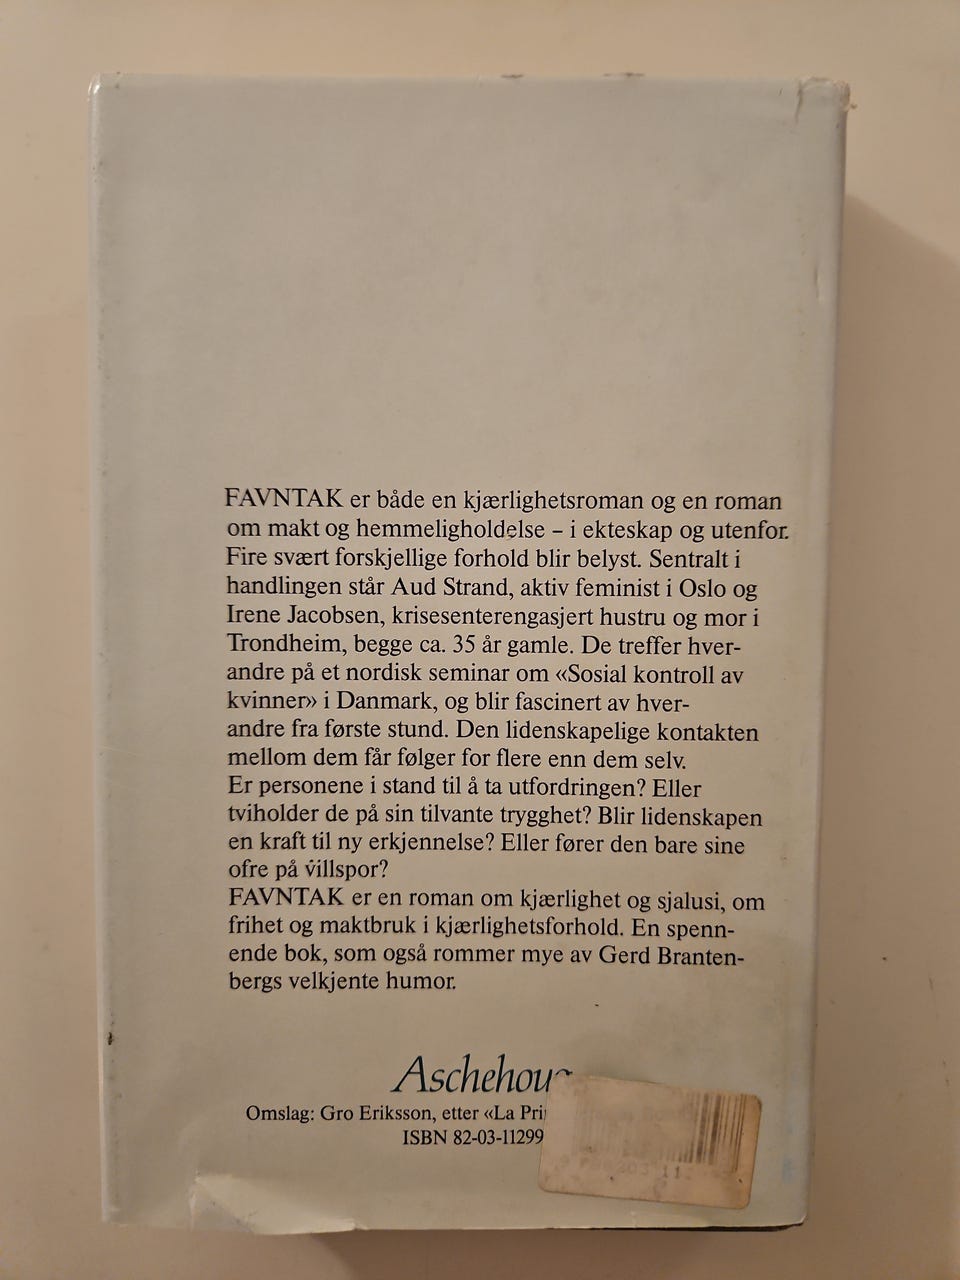 FAVNTAK er både en kjærlighetsroman og en roman
om makt og hemmeligholdelse – i ekteskap og utenfor.
Fire svært forskjellige forhold blir belyst. Sentralt i
handlingen står Aud Strand, aktiv feminist i Oslo og
Irene Jacobsen, krisesenterengasjert hustru og mor i
Trondheim, begge ca. 35 år gamle. De treffer hver-
andre på et nordisk seminar om «Sosial kontroll av
kvinner» i Danmark, og blir fascinert av hver-
andre fra første stund. Den lidenskapelige kontakten
mellom dem får følger for flere enn dem selv.
Er personene i stand til å ta utfordringen? Eller
tviholder de på sin tilvante trygghet? Blir lidenskapen
en kraft til ny erkjennelse? Eller fører den bare sine
ofre på villspor?
FAVNTAK er en roman om kjærlighet og sjalusi, om
frihet og maktbruk i kjærlighetsforhold. En spenn-
ende bok, som også rommer mye av Gerd Branten-
bergs velkjente humor.
Aschehoug
Omslag: Gro Eriksson, etter «La Pri
ISBN 82-03-11299